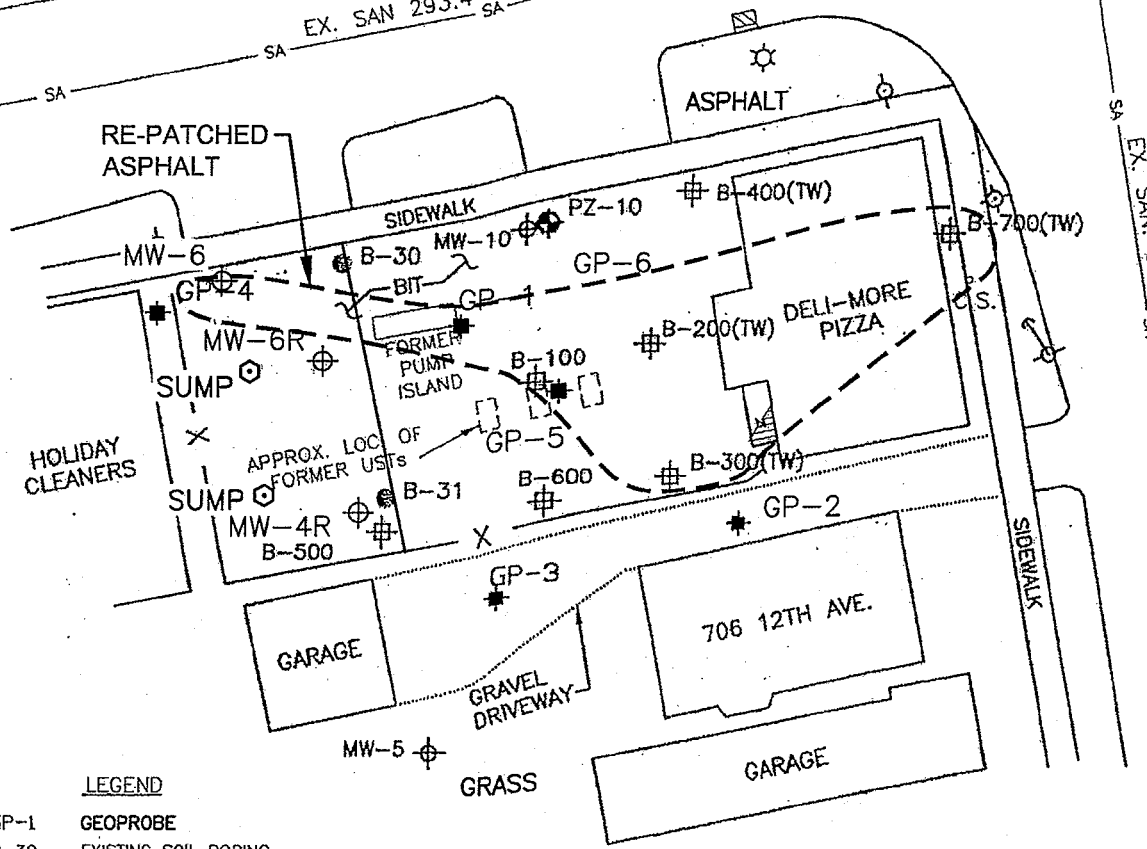 EX. SAN 293.4
SA
SA
SA
ASPHALT
RE-PATCHED
ASPHALT
SA
EX. SAN.
SIDEWALK
PZ-10
B-400(TW)
MW-10
B-30
MW-6
BIT
GP-6
B-700(TW)
GP-4
GP-1
C.S.
DELI-MORE
PIZZA
B-200(TW)
MW-6R
FORMER
PUMP
ISLAND
B-100
SUMP
GP-5
APPROX. LOC. OF
FORMER USTs
HOLIDAY
CLEANERS
B-300(TW)
B-600
SUMP
B-31
MW-4R
B-500
X
X
GP-2
SIDEWALK
GP-3
706 12TH AVE.
GARAGE
GRAVEL
DRIVEWAY
MW-5
GRASS
GARAGE
LEGEND
GP-1 GEOPROBE